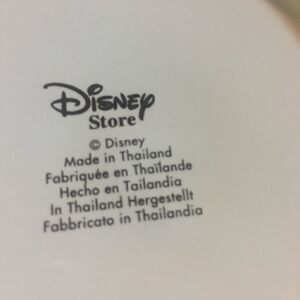 Disney
Store
© Disney
Made in Thailand
Fabriquée en Thaïlande
Hecho en Tailandia
In Thailand Hergestellt
Fabbricato in Thailandia